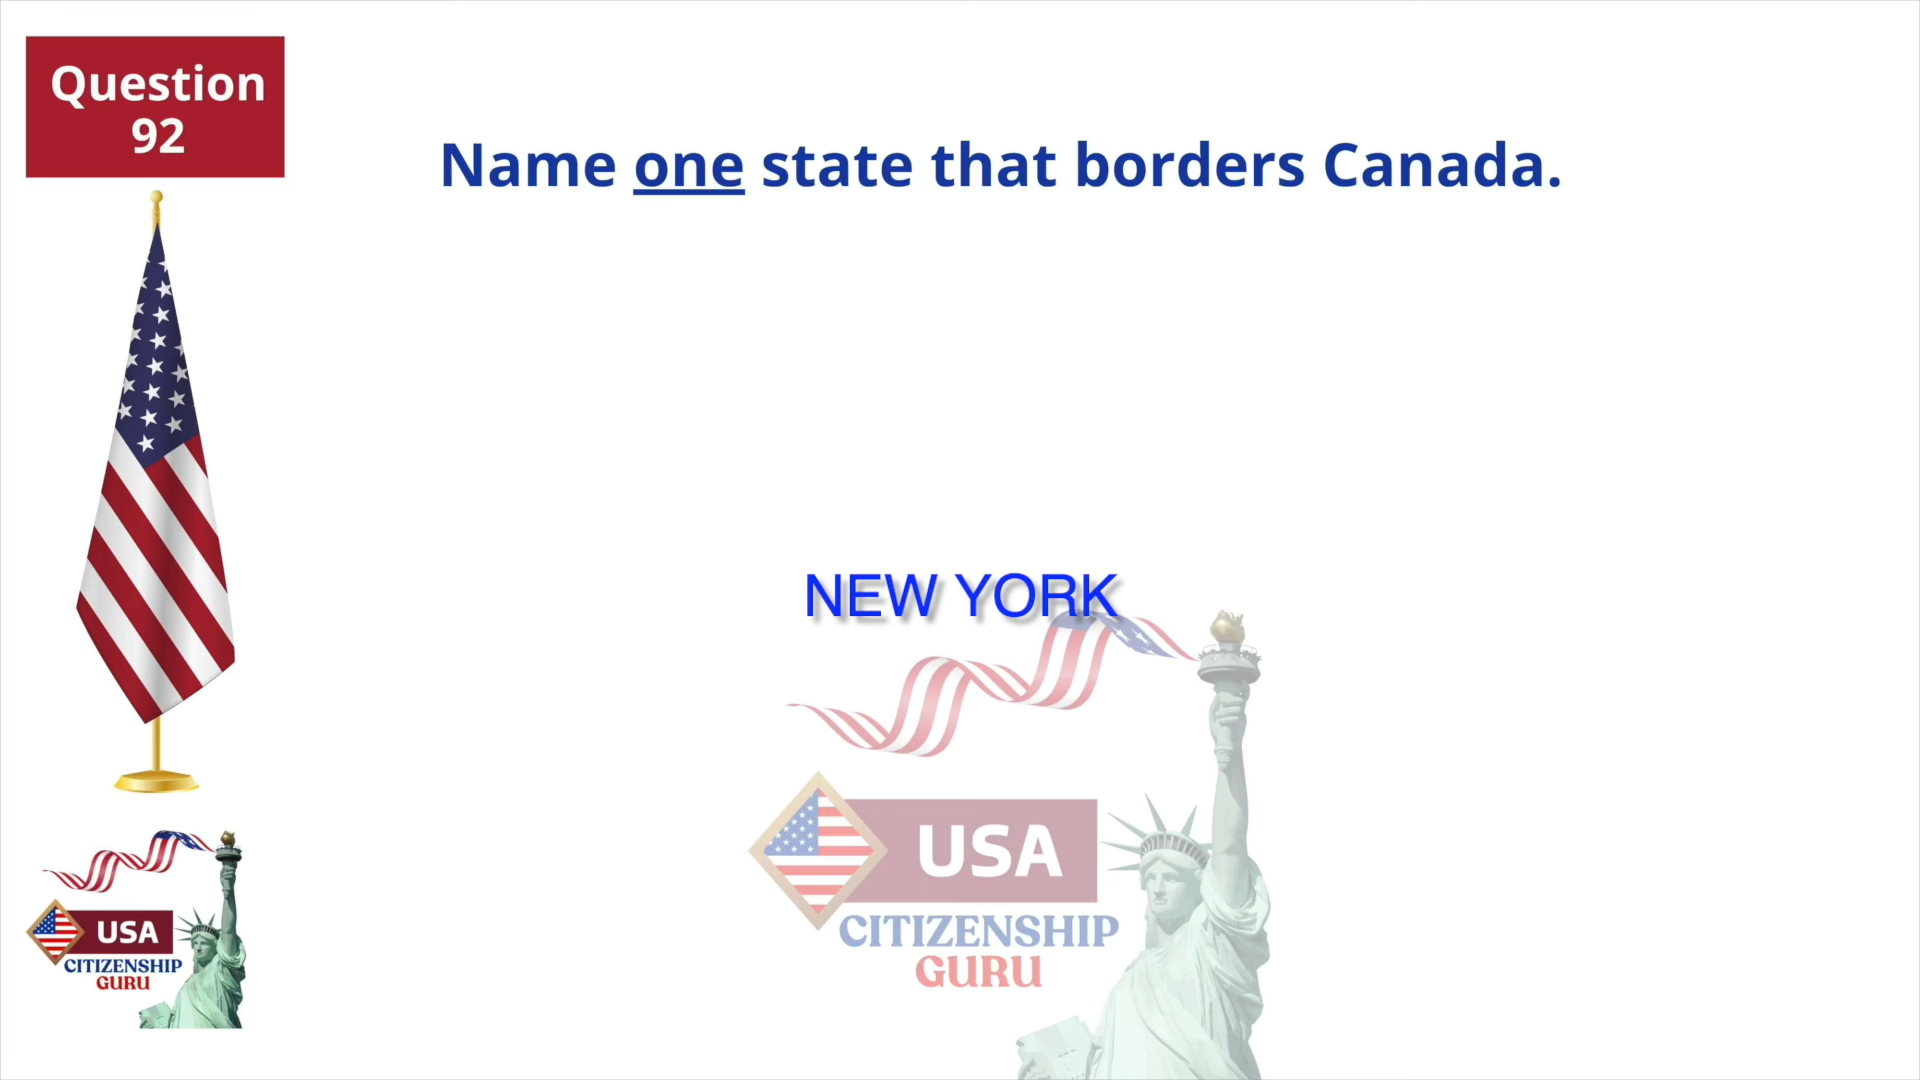 Question
92
Name one state that borders Canada.
NEW YORK
USA
CITIZENSHIP
GURU
USA
CITIZENSHIP
GURU